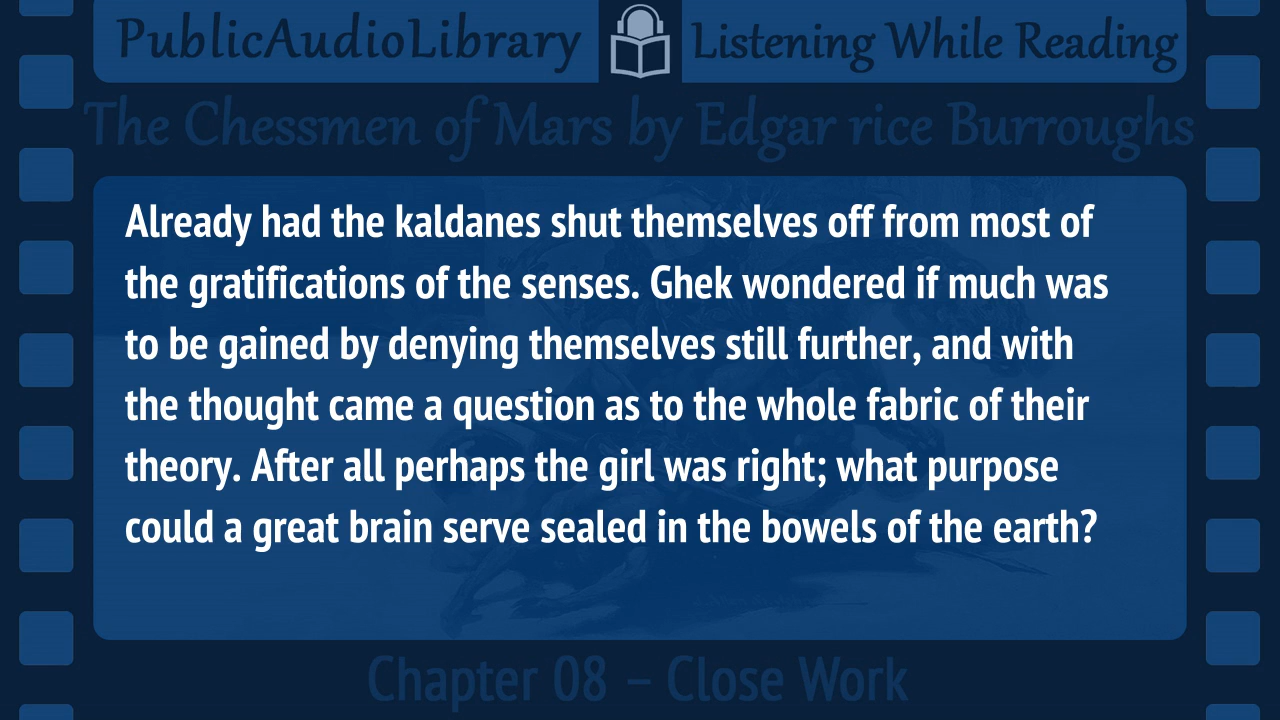 PublicAudioLibrary Listening While Reading
The Chessmen of Mars by Edgar rice Burroughs
Already had the kaldanes shut themselves off from most of
the gratifications of the senses. Ghek wondered if much was
to be gained by denying themselves still further, and with
the thought came a question as to the whole fabric of their
theory. After all perhaps the girl was right; what purpose
could a great brain serve sealed in the bowels of the earth?
Chapter 08 – Close Work